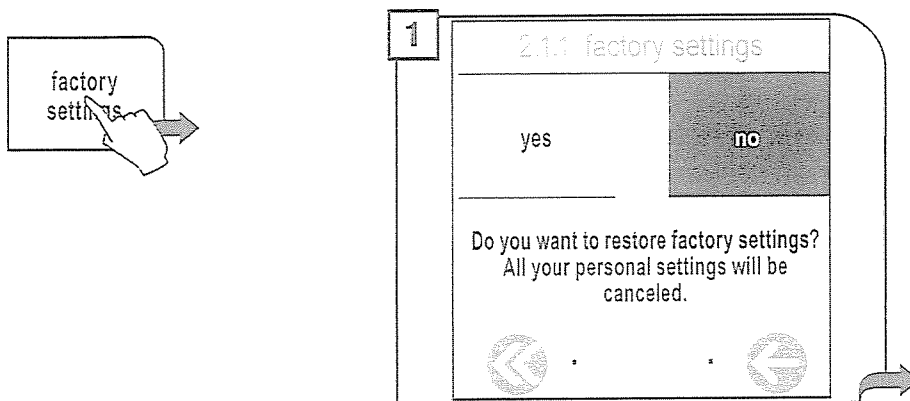 factory
settings
1
2.1.1 factory settings
yes
no
Do you want to restore factory settings?
All your personal settings will be
canceled.